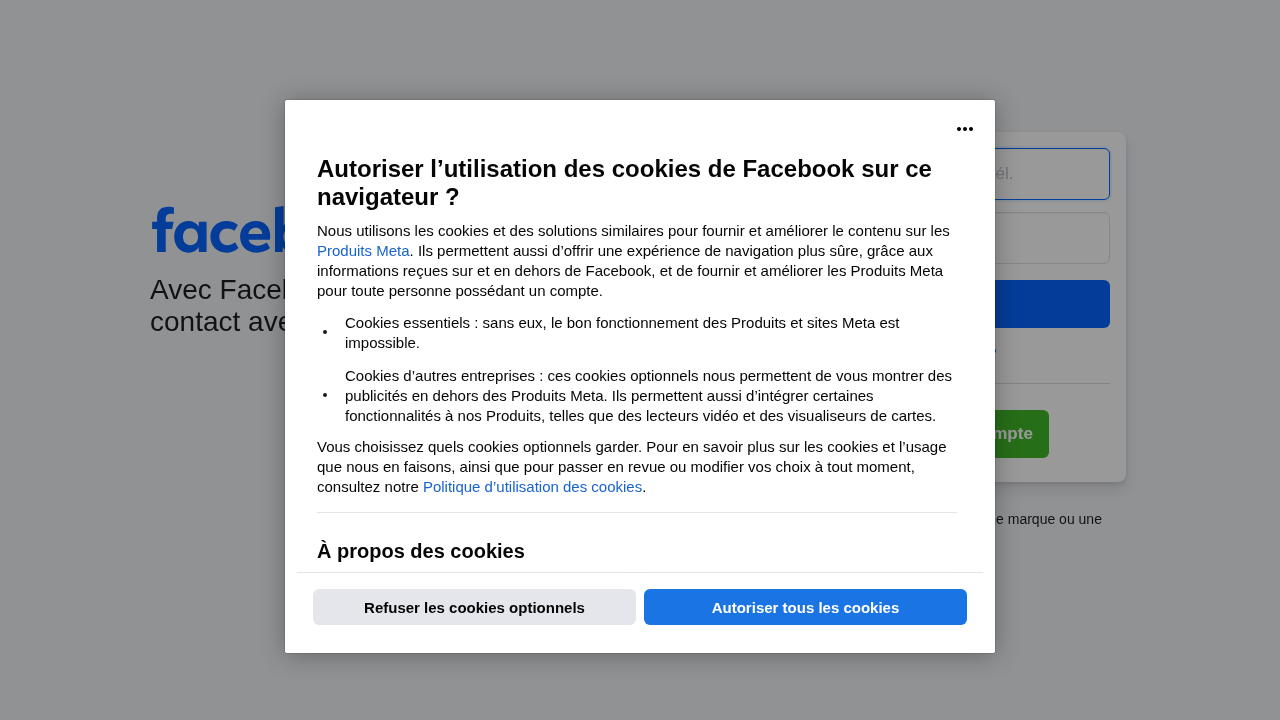 Autoriser l’utilisation des cookies de Facebook sur ce
navigateur ?
Nous utilisons les cookies et des solutions similaires pour fournir et améliorer le contenu sur les
Produits Meta. Ils permettent aussi d’offrir une expérience de navigation plus sûre, grâce aux
informations reçues sur et en dehors de Facebook, et de fournir et améliorer les Produits Meta
pour toute personne possédant un compte.
• Cookies essentiels : sans eux, le bon fonctionnement des Produits et sites Meta est
impossible.
• Cookies d’autres entreprises : ces cookies optionnels nous permettent de vous montrer des
publicités en dehors des Produits Meta. Ils permettent aussi d’intégrer certaines
fonctionnalités à nos Produits, telles que des lecteurs vidéo et des visualiseurs de cartes.
Vous choisissez quels cookies optionnels garder. Pour en savoir plus sur les cookies et l’usage
que nous en faisons, ainsi que pour passer en revue ou modifier vos choix à tout moment,
consultez notre Politique d’utilisation des cookies.
À propos des cookies
Refuser les cookies optionnels
Autoriser tous les cookies
Avec
contact
marque ou une